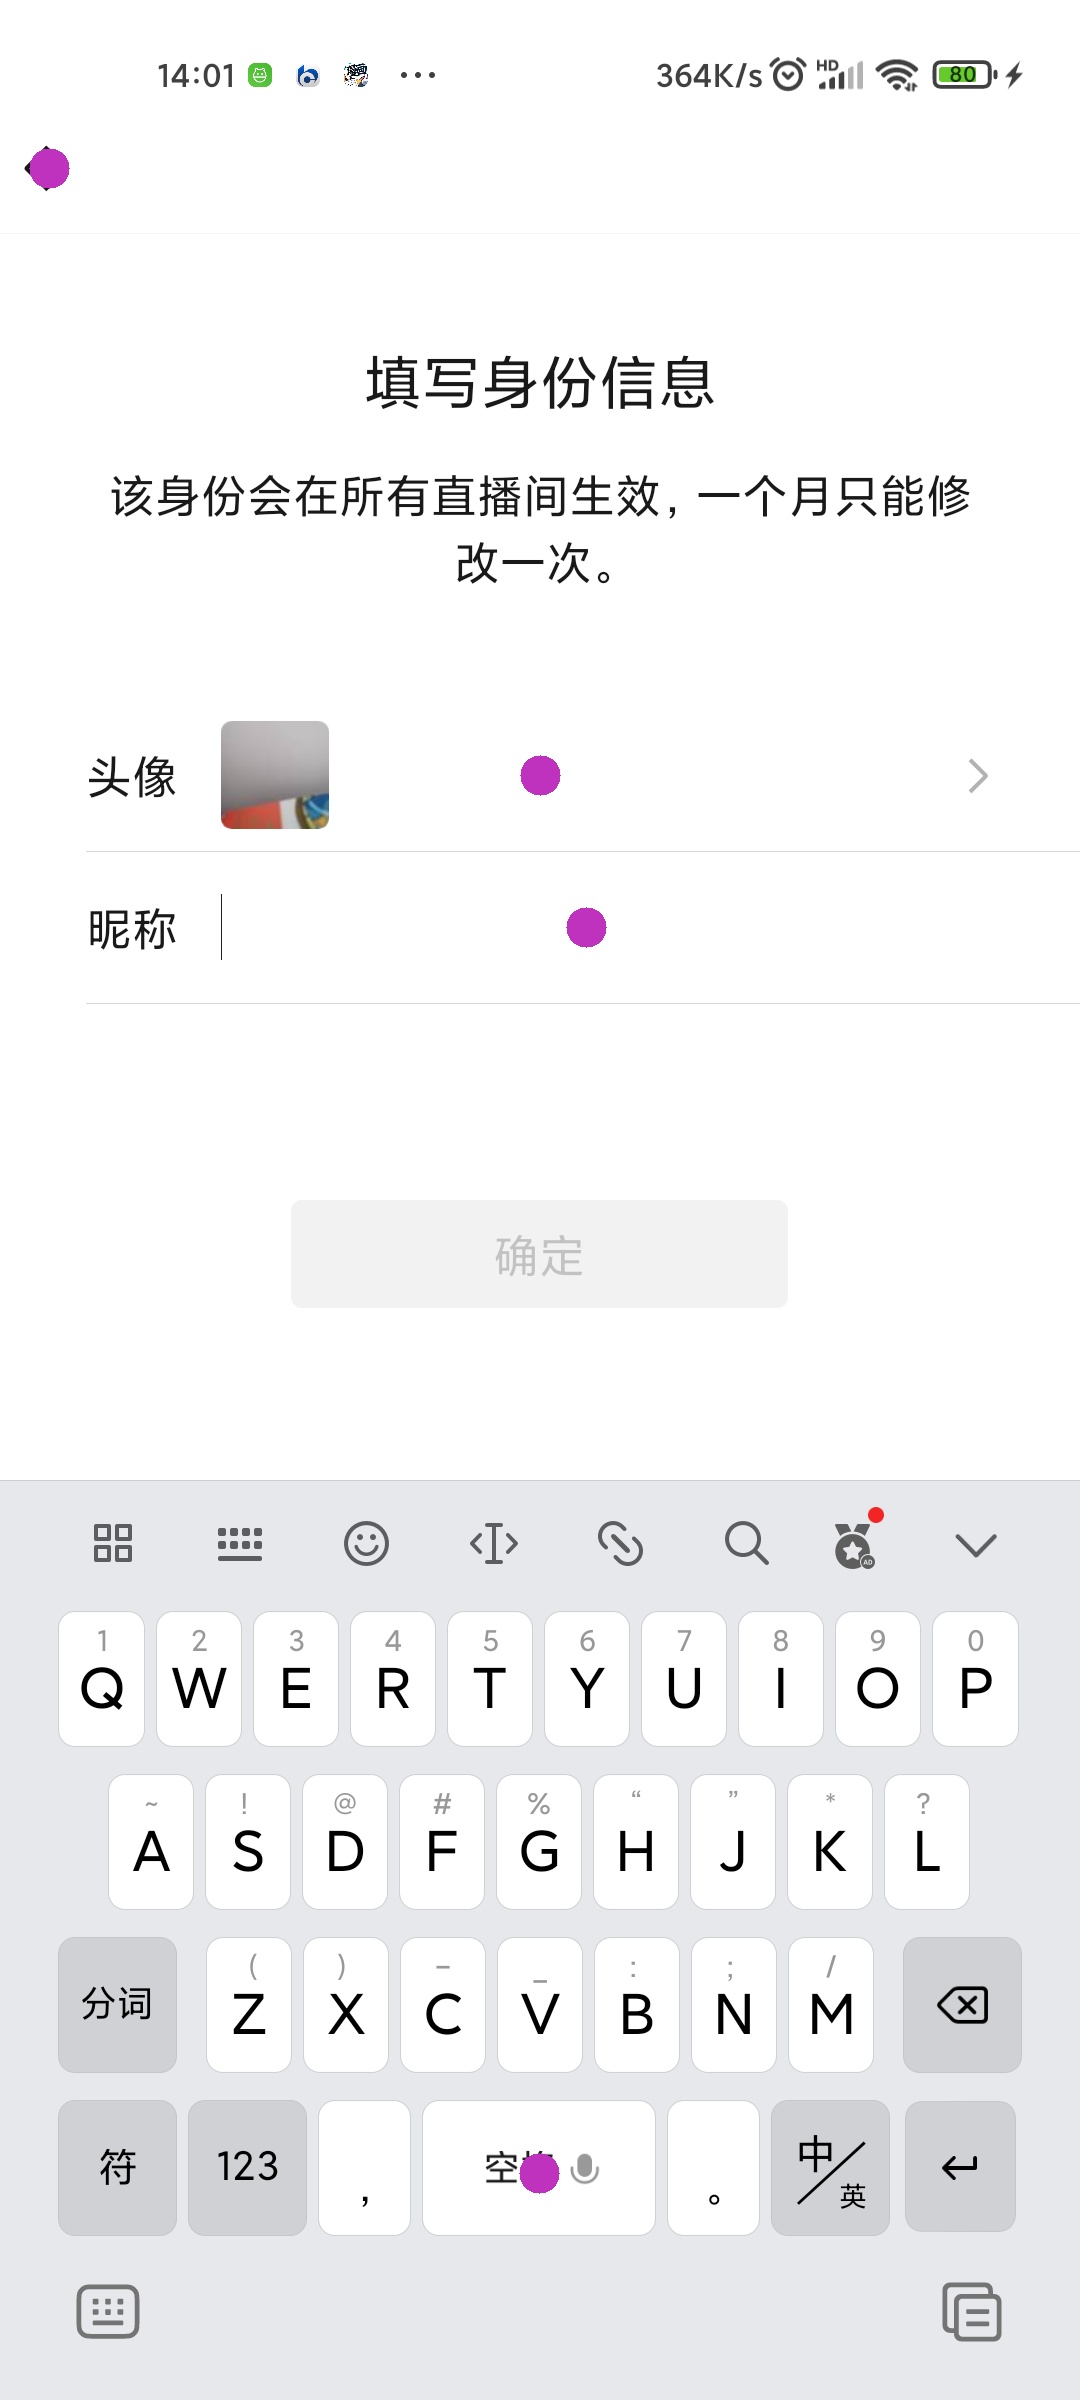 14:01
364K/s HD 80
填写身份信息
该身份会在所有直播间生效，一个月只能修
改一次。
头像
昵称
确定
1 2 3 4 5 6 7 8 9 0
Q W E R T Y U I O P
~ ! @ # % “ ” * ?
A S D F G H J K L
( ) – _ : ; /
分词 Z X C V B N M
符 123 , 空 。 中/英